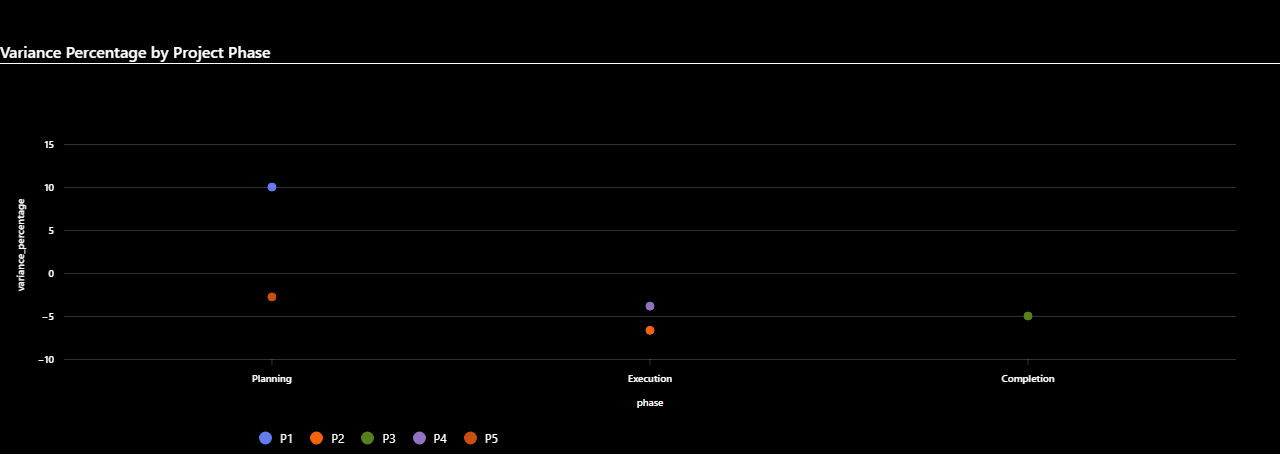 Variance Percentage by Project Phase
15
10
5
0
−5
−10
variance_percentage
Planning Execution Completion
phase
P1 P2 P3 P4 P5